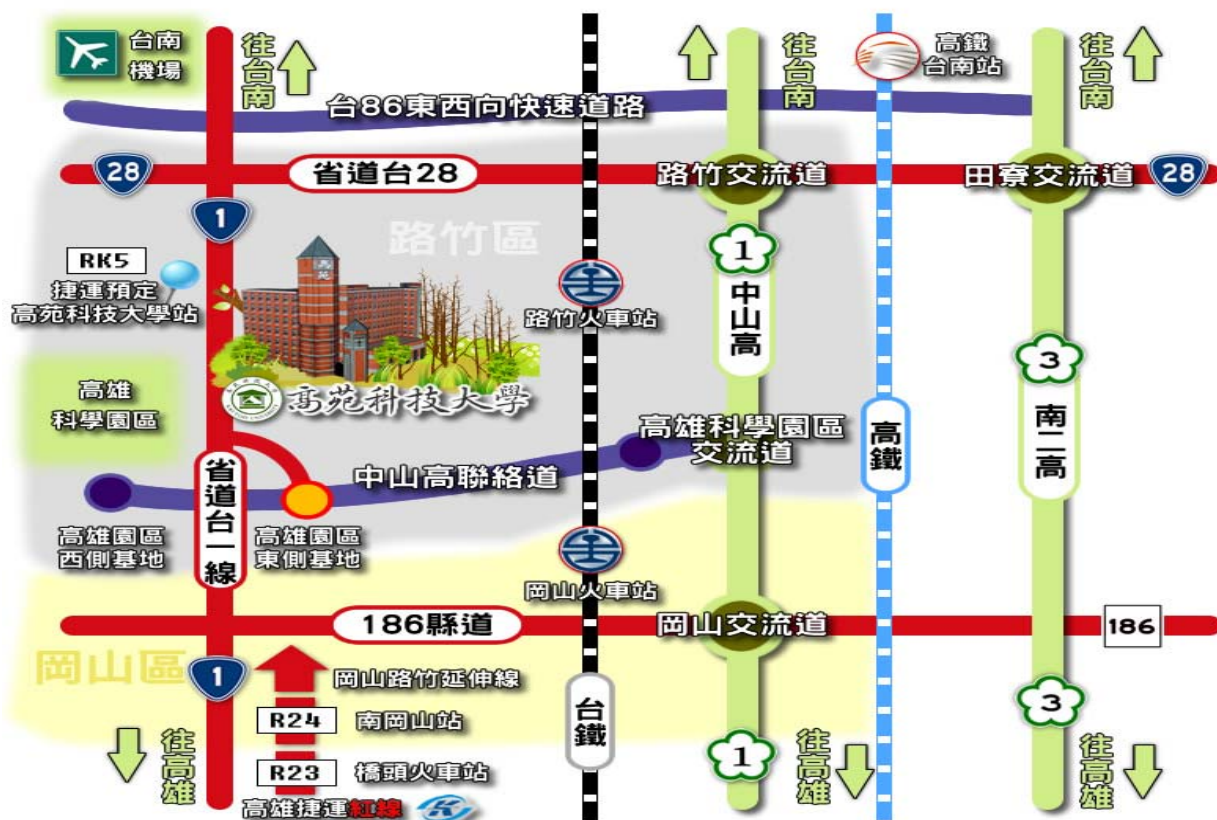 台南
機場
往台南
往台南
高鐵
台南站
往台南
台86東西向快速道路
28
省道台28
路竹交流道
田寮交流道
28
1
路竹區
RK5
捷運預定
高苑科技大學站
高苑
路竹火車站
1
中山高
3
南二高
高雄
科學園區
高苑科技大學
高雄科學園區
交流道
高鐵
中山高聯絡道
省道台一線
高雄園區
西側基地
高雄園區
東側基地
岡山火車站
186縣道
岡山交流道
186
岡山區
1
岡山路竹延伸線
台鐵
3
R24
南岡山站
1
往高雄
往高雄
往高雄
R23
橋頭火車站
高雄捷運紅線
K